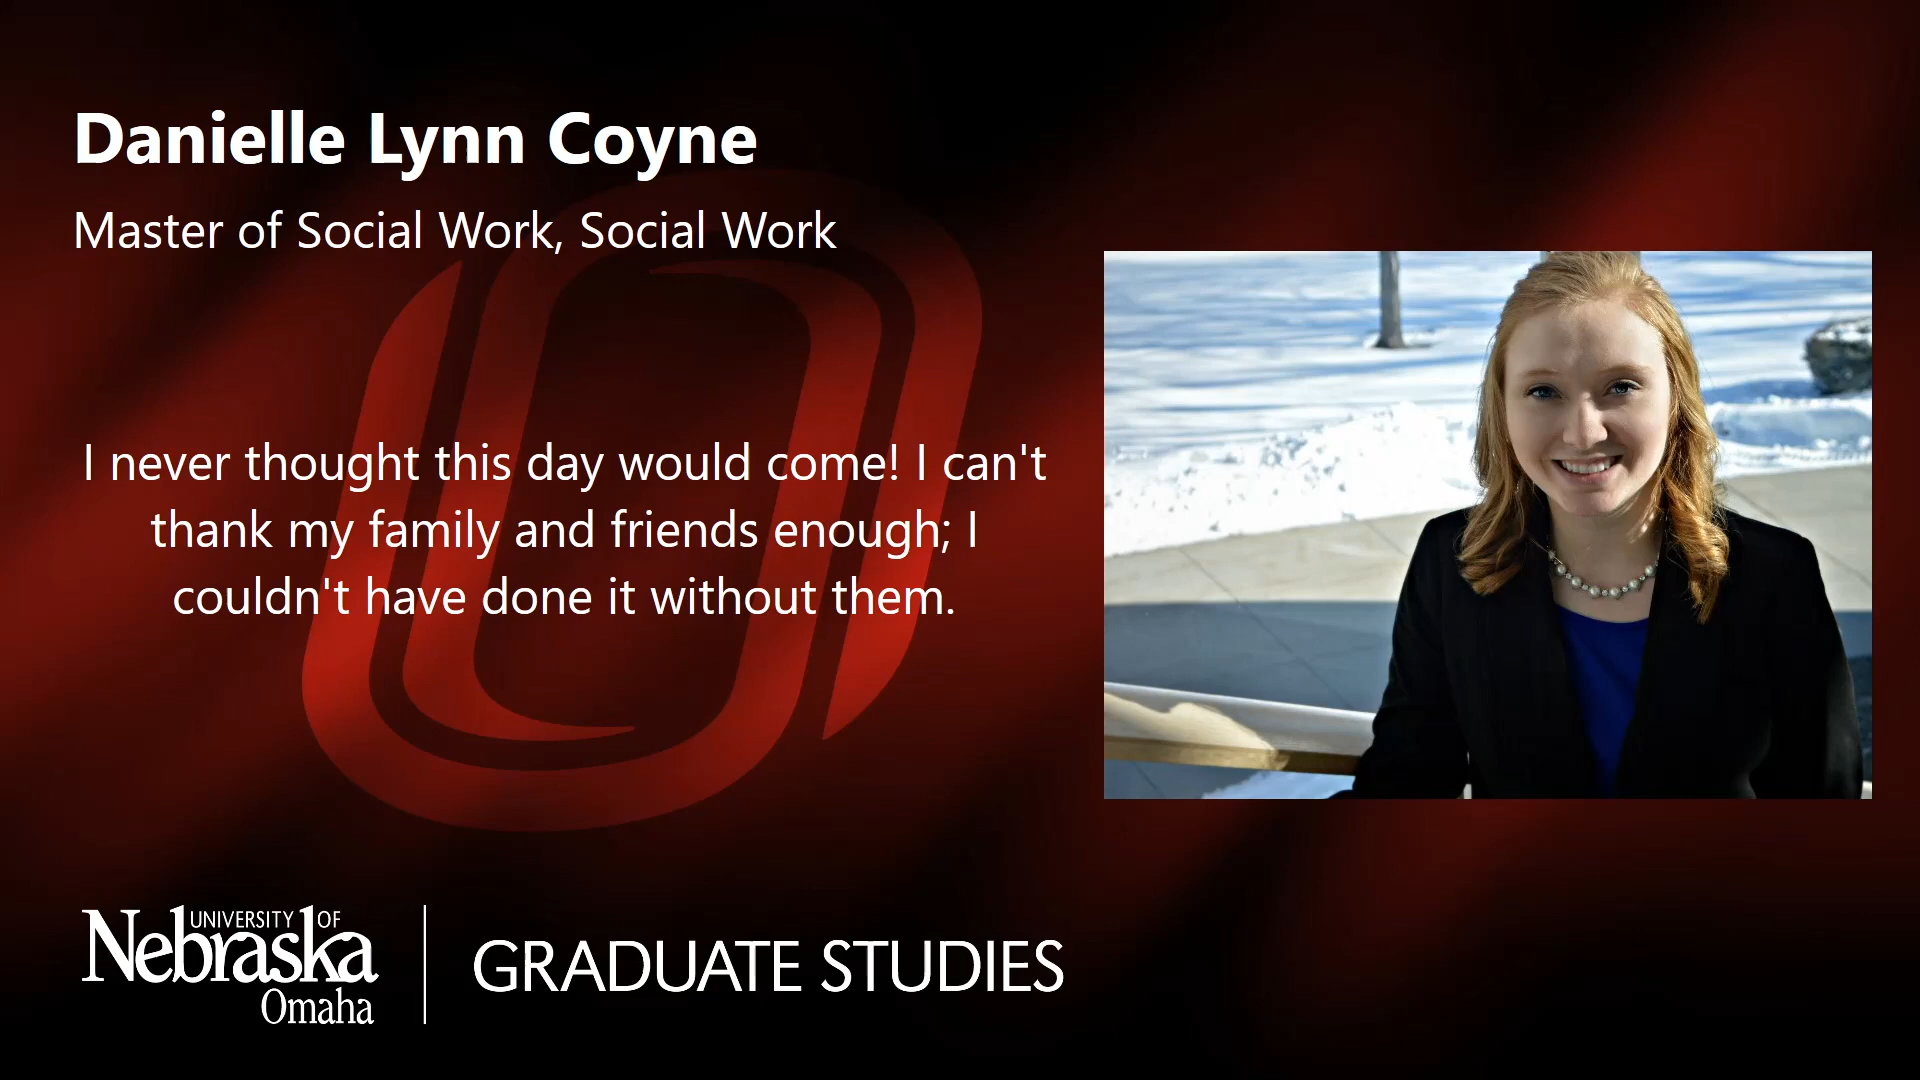 Danielle Lynn Coyne
Master of Social Work, Social Work
I never thought this day would come! I can't
thank my family and friends enough; I
couldn't have done it without them.
UNIVERSITY OF
Nebraska
Omaha
GRADUATE STUDIES